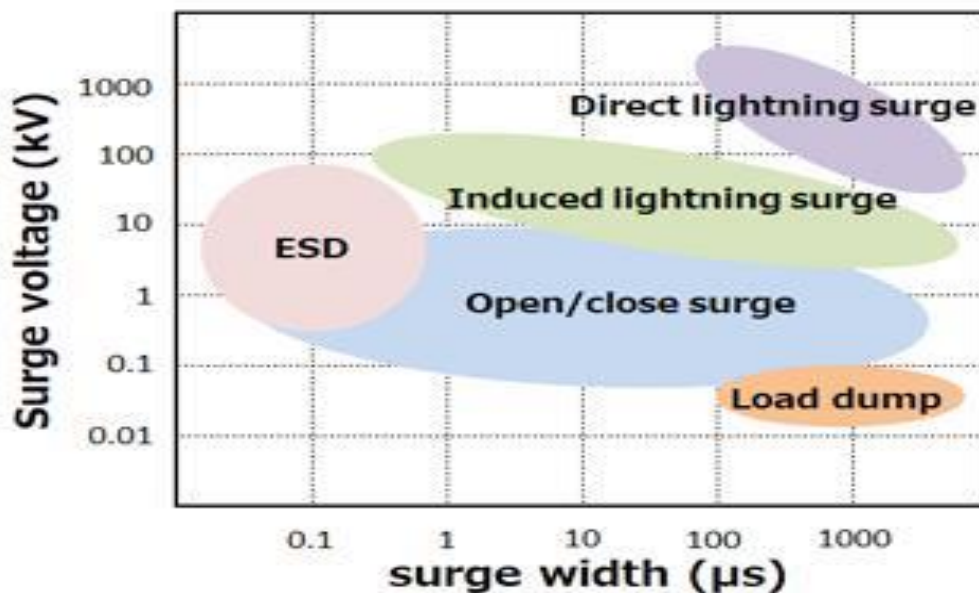 Surge voltage (kV)
1000
100
10
1
0.1
0.01
Direct lightning surge
Induced lightning surge
ESD
Open/close surge
Load dump
0.1
1
10
100
1000
surge width (μs)